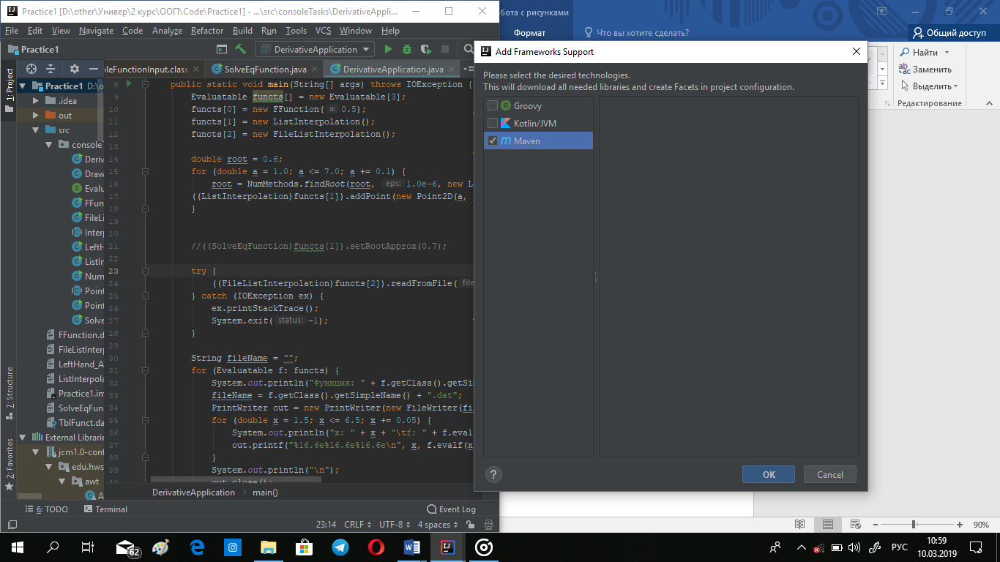 Practice1 [D:\other\Универ\2 курс\ООП\Code\Practice1] - ...\src\consoleTasks\DerivativeAppli...
File Edit View Navigate Code Analyze Refactor Build Run Tools VCS Window Help
Practice1
DerivativeApplication
1: Project
oleFunctionInput.class
SolveEqFunction.java
DerivativeApplication.java
Practice1 D:\o
.idea
out
src
console
Deriv
Draw
Evalu
FFun
FileLi
Interp
LeftH
ListIn
Num
Point
Point
Solve
FFunction.d
FileListInterp
LeftHand_A
ListInterpola
Practice1.im
SolveEqFun
TblFunct.da
External Librarie
jcm1.0-con
edu.hws
awt
A
7: Structure
2: Favorites
8 public static void main(String[] args) throws IOException {
9 Evaluatable functs[] = new Evaluatable[3];
10 functs[0] = new FFunction( a: 0.5);
11 functs[1] = new ListInterpolation();
12 functs[2] = new FileListInterpolation();
13
14 double root = 0.6;
15 for (double a = 1.0; a <= 7.0; a += 0.1) {
16 root = NumMethods.findRoot(root, eps: 1.0e-6, new L
17 ((ListInterpolation)functs[1]).addPoint(new Point2D(a,
18 }
19
20
21 //((SolveEqFunction)functs[1]).setRootApprox(0.7);
22
23 try {
24 ((FileListInterpolation)functs[2]).readFromFile( file
25 } catch (IOException ex) {
26 ex.printStackTrace();
27 System.exit( status: -1);
28 }
29
30 String fileName = "";
31 for (Evaluatable f: functs) {
32 System.out.println("Функция: " + f.getClass().getSi
33 fileName = f.getClass().getSimpleName() + ".dat";
34 PrintWriter out = new PrintWriter(new FileWriter(fi
35 for (double x = 1.5; x <= 6.5; x += 0.05) {
36 System.out.println("x: " + x + "\tf: " + f.eval
37 out.printf("%16.6e%16.6e%16.6e\n", x, f.evalf(x
38 }
39 System.out.println("\n");
40 out.close();
DerivativeApplication main()
6: TODO Terminal Event Log
23:14 CRLF UTF-8 4 spaces
бота с рисунками
Формат
Что вы хотите сделать?
Общий доступ
Найти
Заменить
Выделить
Редактирование
Add Frameworks Support
Please select the desired technologies.
This will download all needed libraries and create Facets in project configuration.
Groovy
Kotlin/JVM
Maven
?
OK
Cancel
90%
62
РУС
10:59
10.03.2019